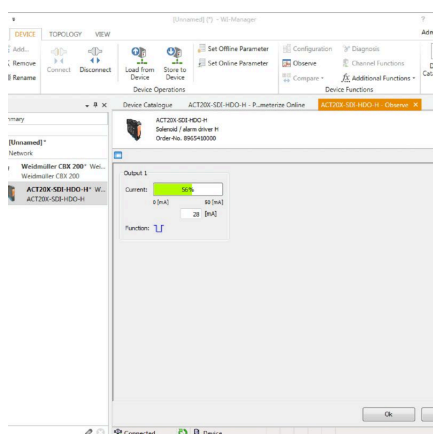 [Unnamed] (*) - WI-Manager
?
DEVICE TOPOLOGY VIEW
Add...
Remove
Rename
Connect
Disconnect
Load from Device
Store to Device
Set Offline Parameter
Set Online Parameter
Device Operations
Configuration
Observe
Compare
Diagnosis
Channel Functions
Additional Functions
Device Functions
Device Catalogue
ACT20X-SDI-HDO-H - P...meterize Online
ACT20X-SDI-HDO-H - Observe ×
[Unnamed]*
Network
Weidmüller CBX 200* Wei...
Weidmüller CBX 200
ACT20X-SDI-HDO-H* W...
ACT20X-SDI-HDO-H
ACT20X-SDI-HDO-H
Solenoid / alarm driver H
Order-No. 8965410000
Output 1
Current: 56%
0 [mA] 50 [mA]
28 [mA]
Function:
Ok
Connected
Device